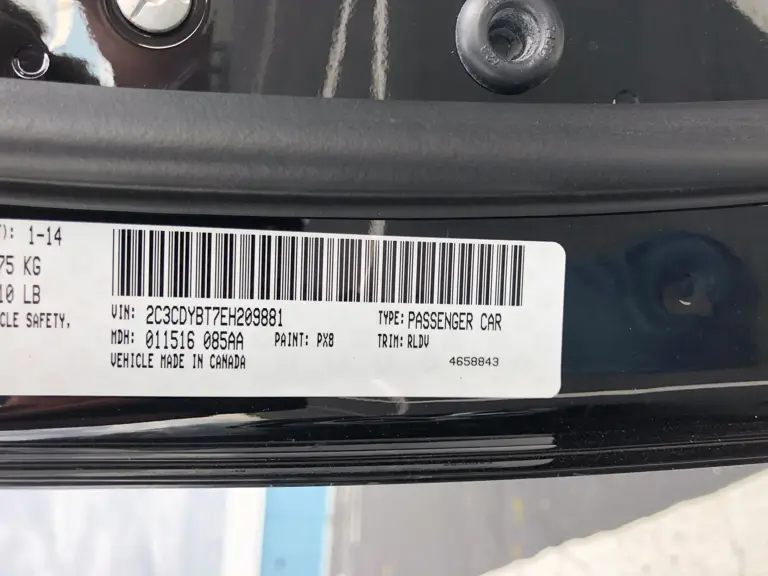 T): 1-14
75 KG
10 LB
CLE SAFETY,
VIN: 2C3CDYBT7EH209881 TYPE: PASSENGER CAR
MDH: 011516 085AA PAINT: PX8 TRIM: RLDV
VEHICLE MADE IN CANADA 4658843